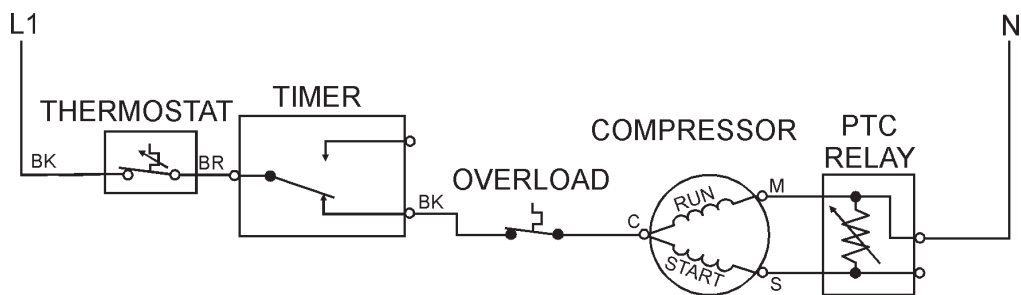 L1
N
THERMOSTAT
TIMER
COMPRESSOR
PTC
RELAY
OVERLOAD
BK
BR
BK
C
RUN
START
M
S